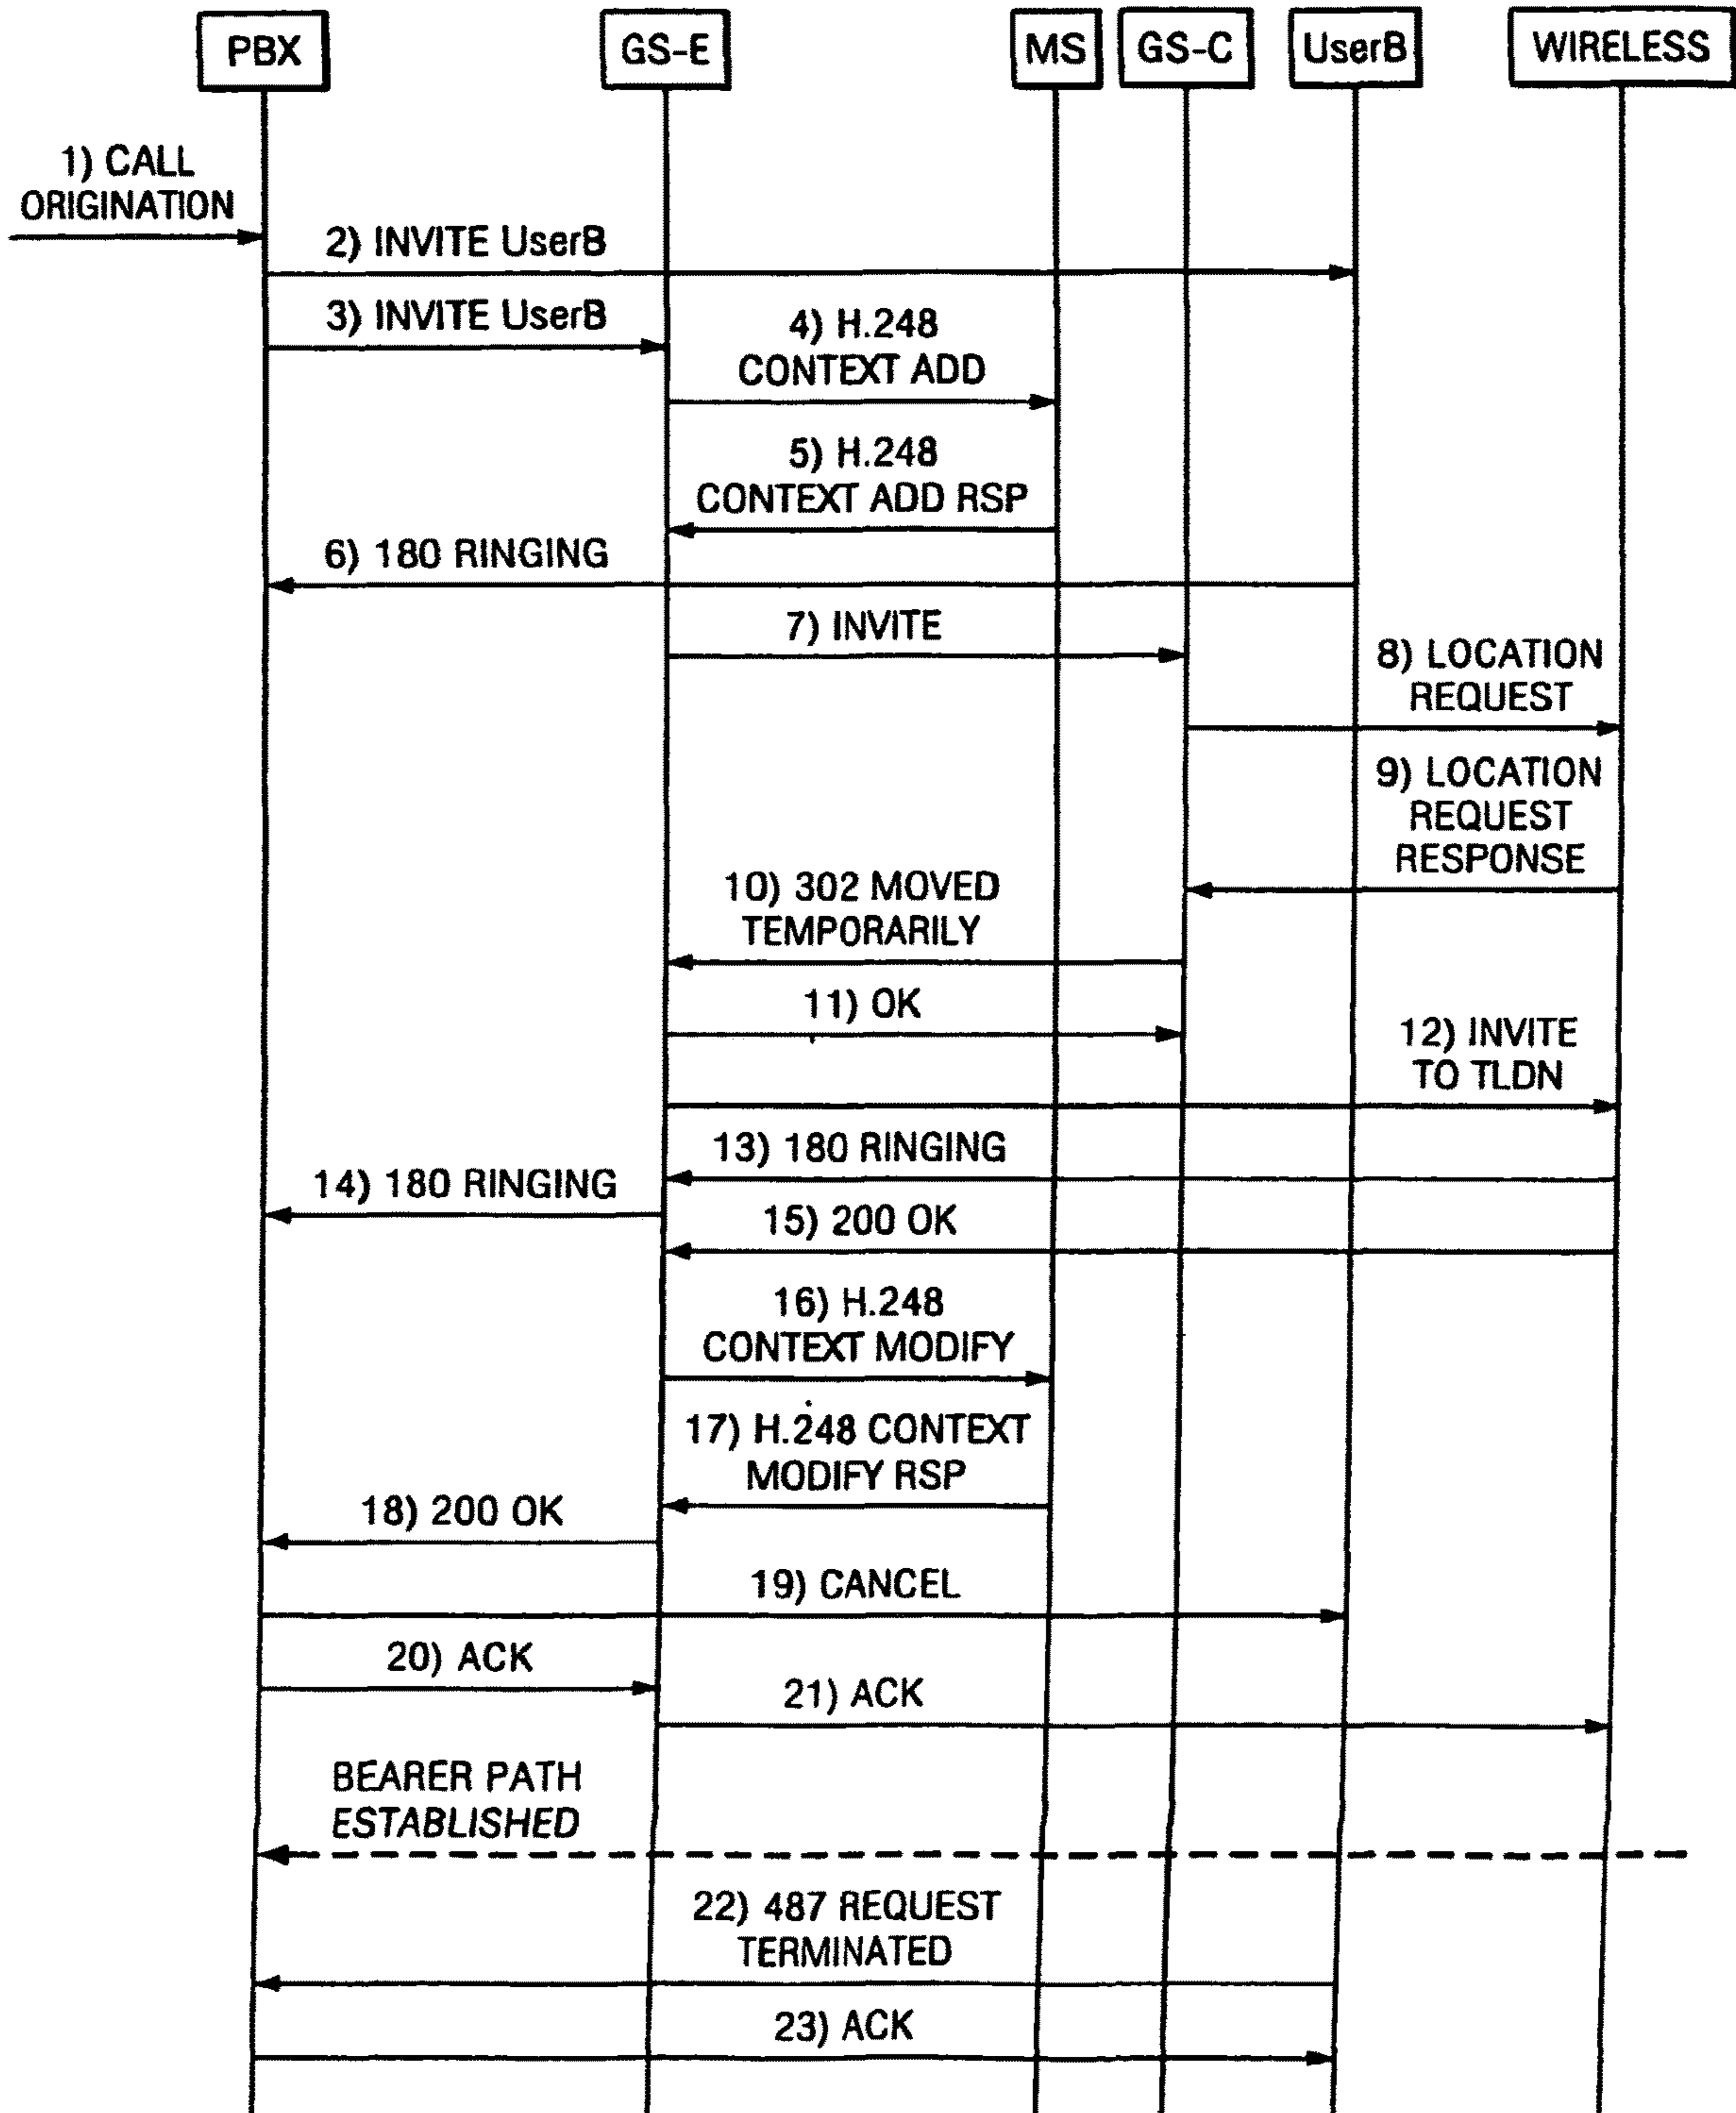 PBX
GS-E
MS
GS-C
UserB
WIRELESS
1) CALL
ORIGINATION
2) INVITE UserB
3) INVITE UserB
4) H.248
CONTEXT ADD
5) H.248
CONTEXT ADD RSP
6) 180 RINGING
7) INVITE
8) LOCATION
REQUEST
9) LOCATION
REQUEST
RESPONSE
10) 302 MOVED
TEMPORARILY
11) OK
12) INVITE
TO TLDN
13) 180 RINGING
14) 180 RINGING
15) 200 OK
16) H.248
CONTEXT MODIFY
17) H.248 CONTEXT
MODIFY RSP
18) 200 OK
19) CANCEL
20) ACK
21) ACK
BEARER PATH
ESTABLISHED
22) 487 REQUEST
TERMINATED
23) ACK